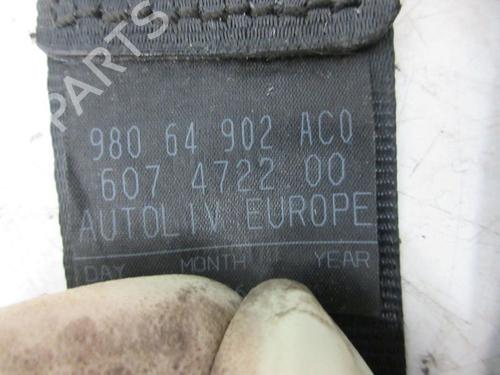 PARTS
980 64 902 AC0
607 4722.00
AUTOLIV EUROPE
DAY MONTH YEAR